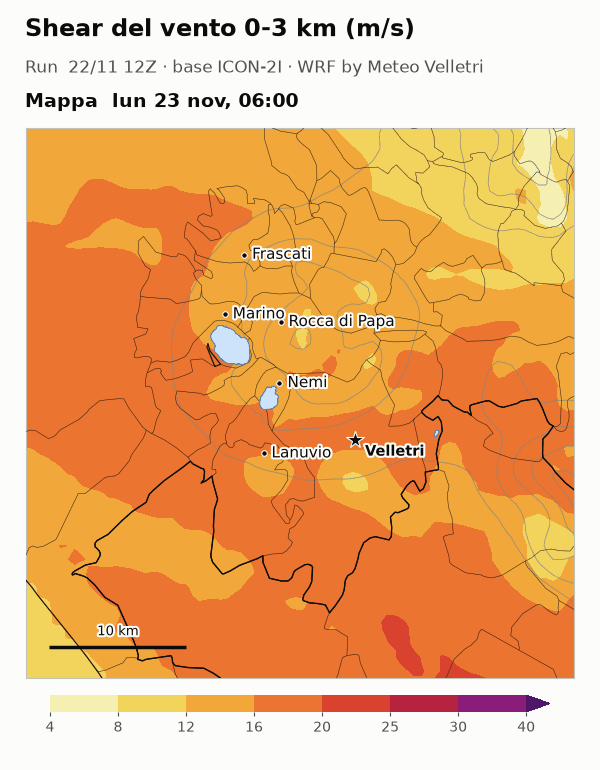 Shear del vento 0-3 km (m/s)
Run  22/11 12Z · base ICON-2I · WRF by Meteo Velletri
Mappa  lun 23 nov, 06:00
Frascati
Marino
Rocca di Papa
Nemi
Velletri
Lanuvio
10 km
4 8 12 16 20 25 30 40